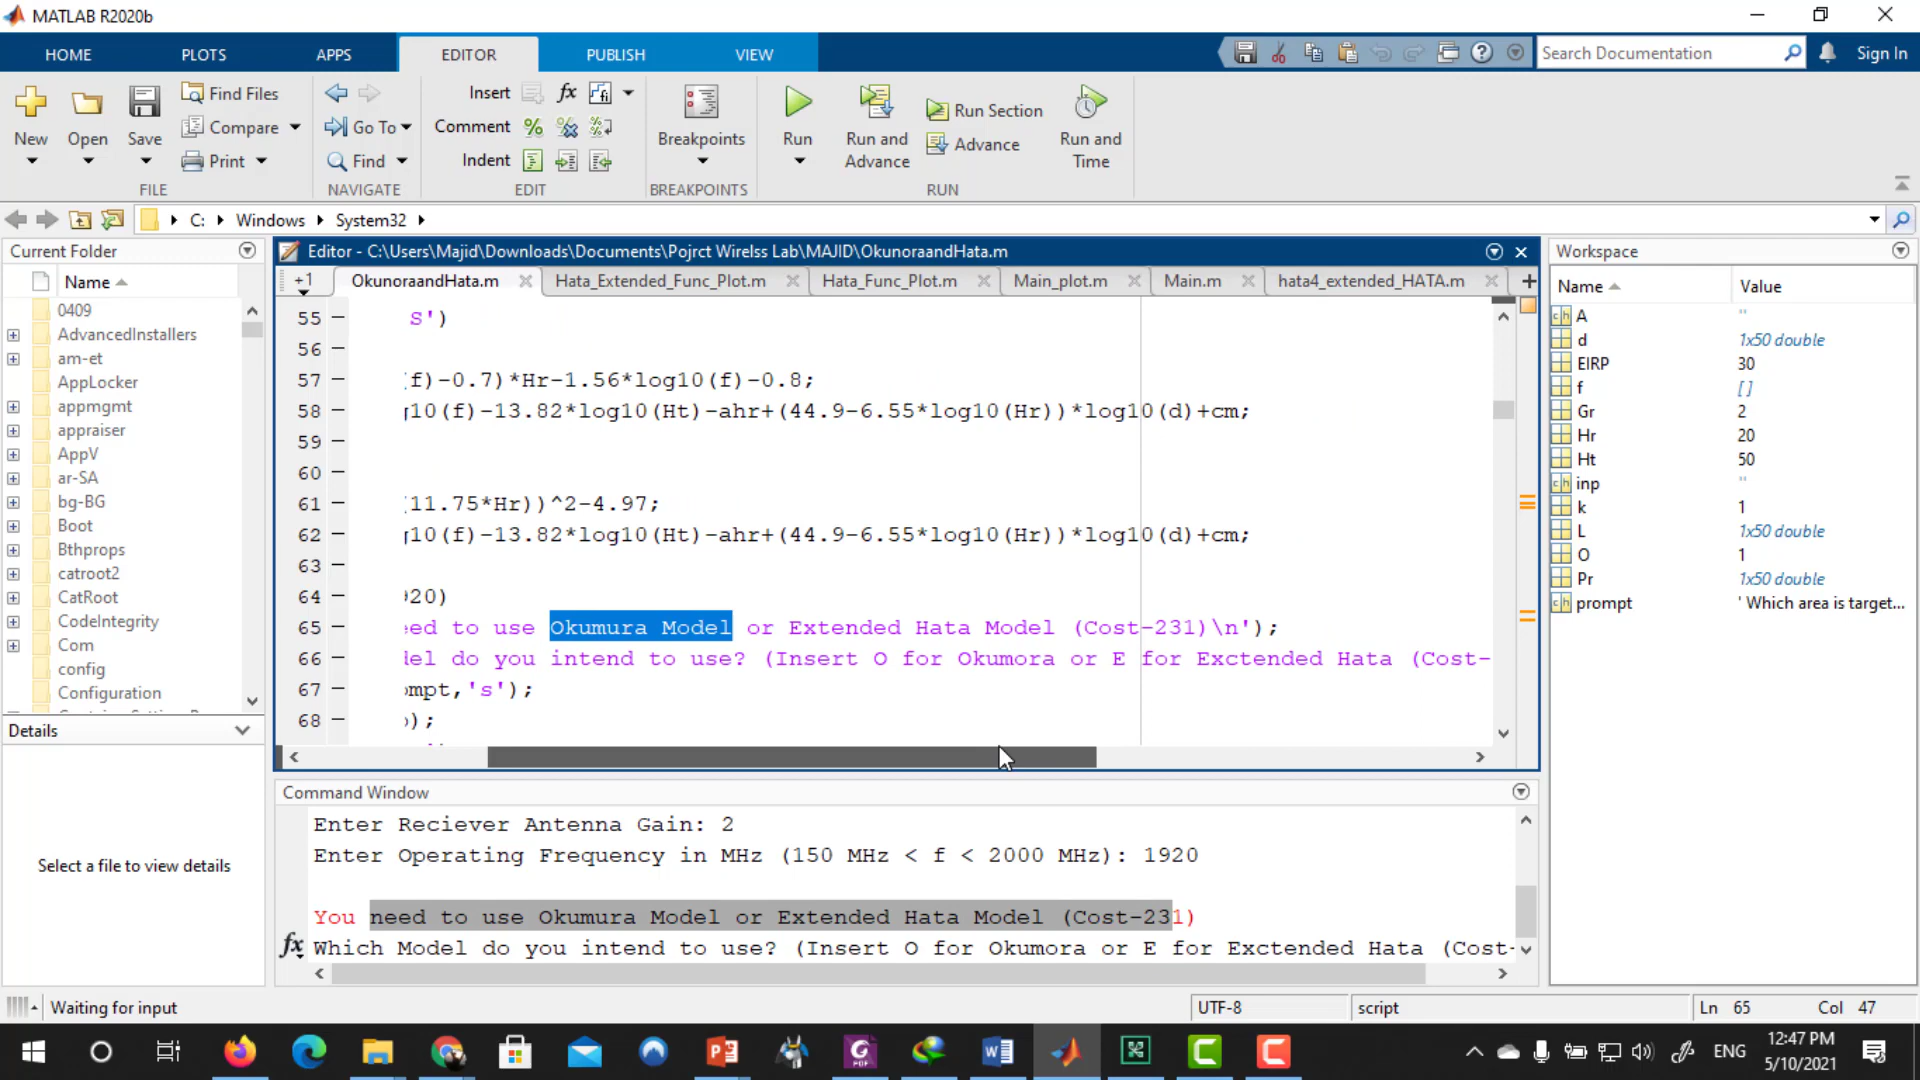 MATLAB R2020b
HOME PLOTS APPS EDITOR PUBLISH VIEW
Search Documentation
Sign In
New Open Save
Find Files
Compare
Print
Go To
Find
Insert
Comment
Indent
fx
Breakpoints
Run
Run and Advance
Run Section
Advance
Run and Time
FILE NAVIGATE EDIT BREAKPOINTS RUN
C: Windows System32
Current Folder
Name
0409
AdvancedInstallers
am-et
AppLocker
appmgmt
appraiser
AppV
ar-SA
bg-BG
Boot
Bthprops
catroot2
CatRoot
CodeIntegrity
Com
config
Configuration
Details
Select a file to view details
Editor - C:\Users\Majid\Downloads\Documents\Pojrct Wirelss Lab\MAJID\OkunoraandHata.m
+1 OkunoraandHata.m Hata_Extended_Func_Plot.m Hata_Func_Plot.m Main_plot.m Main.m hata4_extended_HATA.m
55 S')
56
57 (f)-0.7)*Hr-1.56*log10(f)-0.8;
58 10(f)-13.82*log10(Ht)-ahr+(44.9-6.55*log10(Hr))*log10(d)+cm;
59
60
61 (11.75*Hr))^2-4.97;
62 10(f)-13.82*log10(Ht)-ahr+(44.9-6.55*log10(Hr))*log10(d)+cm;
63
64 20)
65 eed to use Okumura Model or Extended Hata Model (Cost-231)\n');
66 del do you intend to use? (Insert O for Okumora or E for Exctended Hata (Cost-
67 ompt,'s');
68 );
Command Window
Enter Reciever Antenna Gain: 2
Enter Operating Frequency in MHz (150 MHz < f < 2000 MHz): 1920
You need to use Okumura Model or Extended Hata Model (Cost-231)
fx Which Model do you intend to use? (Insert O for Okumora or E for Exctended Hata (Cost-
Workspace
Name Value
A ''
d 1x50 double
EIRP 30
f []
Gr 2
Hr 20
Ht 50
inp ''
k 1
L 1x50 double
O 1
Pr 1x50 double
prompt ' Which area is target...
Waiting for input
UTF-8 script Ln 65 Col 47
ENG
12:47 PM
5/10/2021